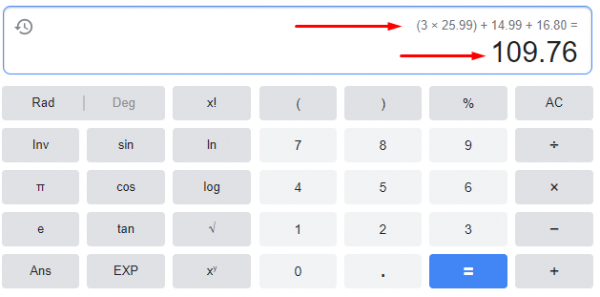 (3 × 25.99) + 14.99 + 16.80 =
109.76
Rad | Deg x! ( ) % AC
Inv sin ln 7 8 9 ÷
π cos log 4 5 6 ×
e tan √ 1 2 3 −
Ans EXP xʸ 0 . = +